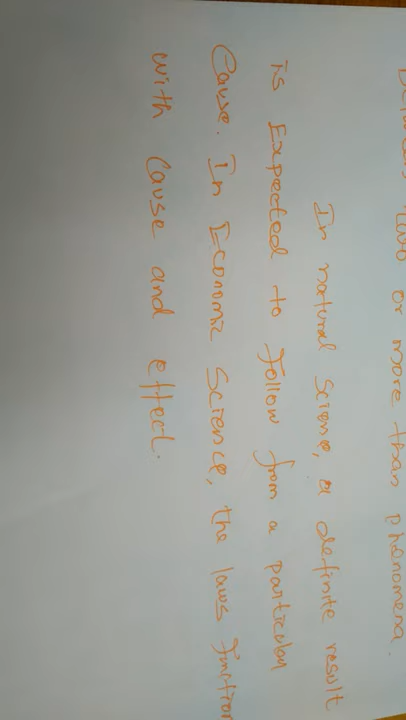 Between two or more than phenomena.
In natural Science, a definite result
is Expected to Follow from a particular
Cause. In Economic Science, the laws Function
with Cause and effect.